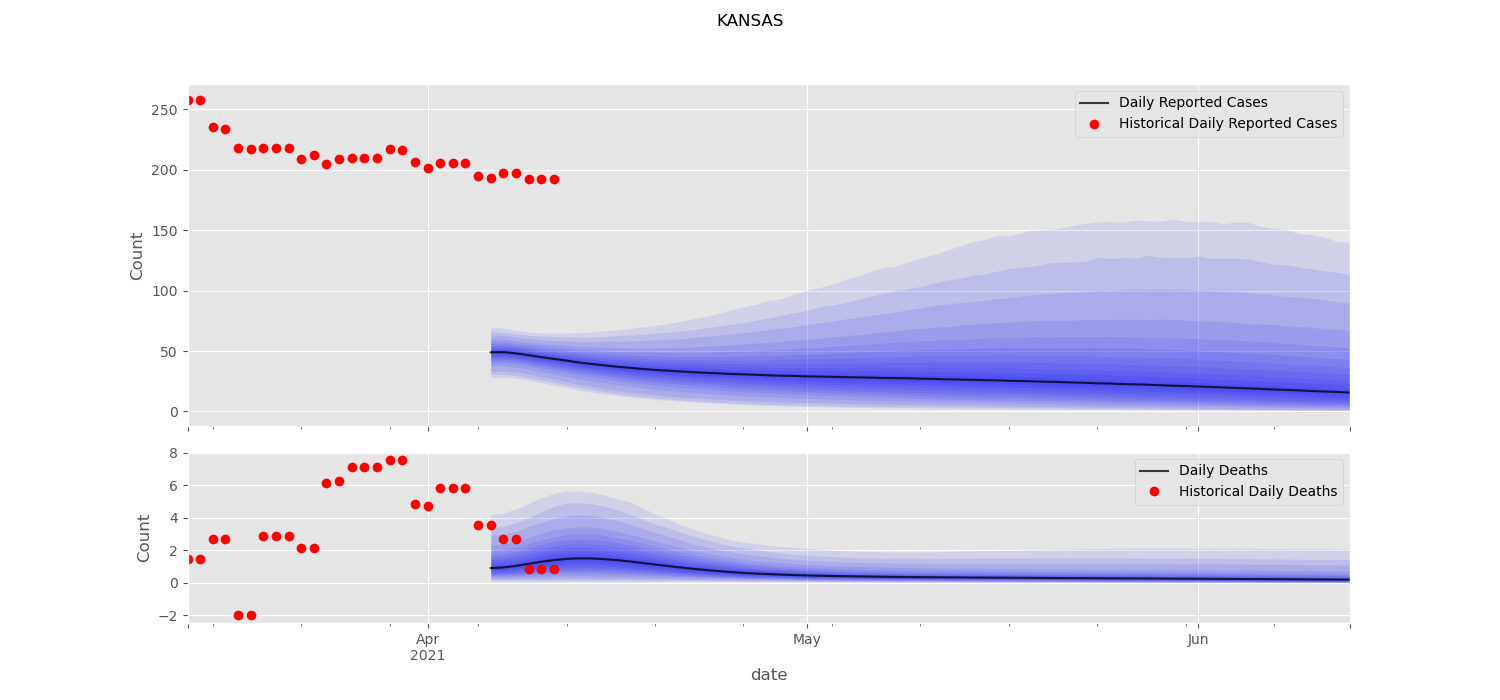 KANSAS
250
200
150
100
50
0
Count
Daily Reported Cases
Historical Daily Reported Cases
8
6
4
2
0
−2
Count
Daily Deaths
Historical Daily Deaths
Apr
2021
May
Jun
date